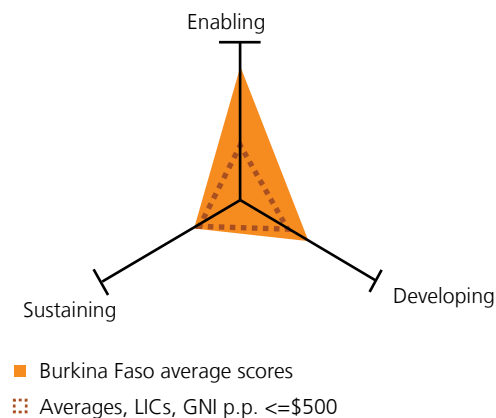 Enabling
Developing
Sustaining
Burkina Faso average scores
Averages, LICs, GNI p.p. <=$500